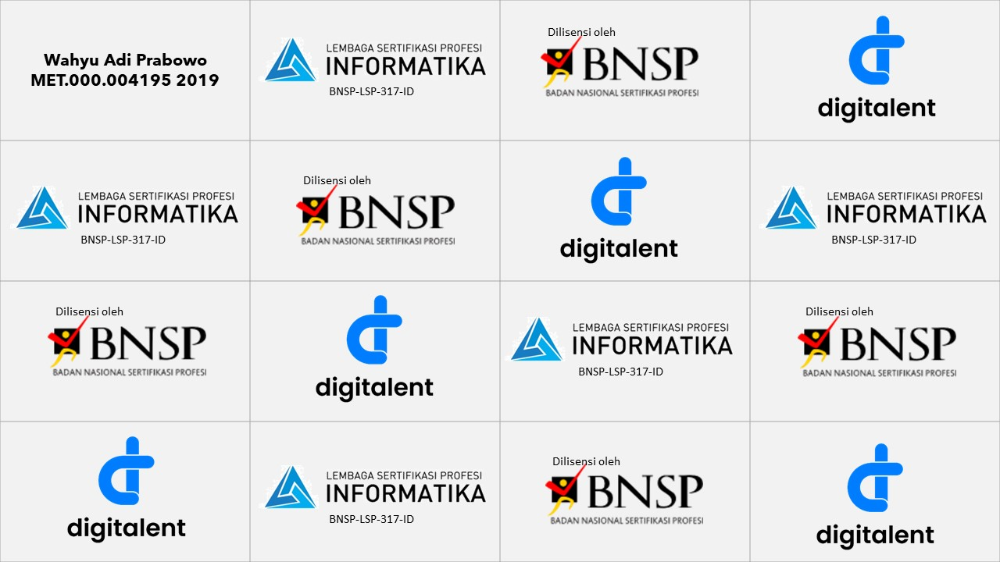 Wahyu Adi Prabowo
MET.000.004195 2019
LEMBAGA SERTIFIKASI PROFESI
INFORMATIKA
BNSP-LSP-317-ID
Dilisensi oleh
BNSP
BADAN NASIONAL SERTIFIKASI PROFESI
digitalent
LEMBAGA SERTIFIKASI PROFESI
INFORMATIKA
BNSP-LSP-317-ID
Dilisensi oleh
BNSP
BADAN NASIONAL SERTIFIKASI PROFESI
digitalent
LEMBAGA SERTIFIKASI PROFESI
INFORMATIKA
BNSP-LSP-317-ID
Dilisensi oleh
BNSP
BADAN NASIONAL SERTIFIKASI PROFESI
digitalent
LEMBAGA SERTIFIKASI PROFESI
INFORMATIKA
BNSP-LSP-317-ID
Dilisensi oleh
BNSP
BADAN NASIONAL SERTIFIKASI PROFESI
digitalent
LEMBAGA SERTIFIKASI PROFESI
INFORMATIKA
BNSP-LSP-317-ID
Dilisensi oleh
BNSP
BADAN NASIONAL SERTIFIKASI PROFESI
digitalent